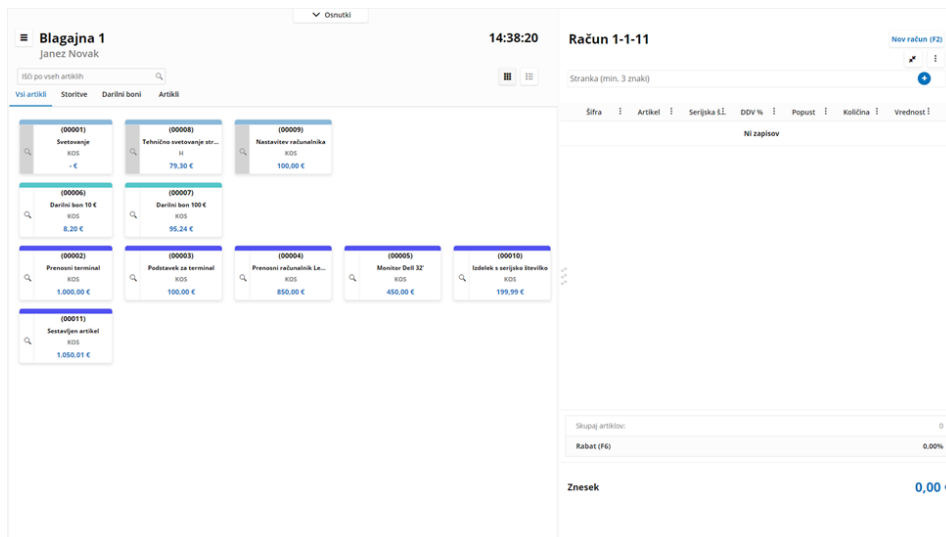 Osnutki
Blagajna 1
Janez Novak
14:38:20
Išči po vseh artiklih
Vsi artikli Storitve Darilni boni Artikli
(00001)
Svetovanje
KOS
- €
(00008)
Tehnično svetovanje str...
H
79,30 €
(00009)
Nastavitev računalnika
KOS
100,00 €
(00006)
Darilni bon 10 €
KOS
8,20 €
(00007)
Darilni bon 100 €
KOS
95,24 €
(00002)
Prenosni terminal
KOS
1.000,00 €
(00003)
Podstavek za terminal
KOS
100,00 €
(00004)
Prenosni računalnik Le...
KOS
850,00 €
(00005)
Monitor Dell 32'
KOS
450,00 €
(00010)
Izdelek s serijsko številko
KOS
199,99 €
(00011)
Sestavljen artikel
KOS
1.050,01 €
Račun 1-1-11
Nov račun (F2)
Stranka (min. 3 znaki)
Šifra Artikel Serijska š... DDV % Popust Količina Vrednost
Ni zapisov
Skupaj artiklov: 0
Rabat (F6) 0,00%
Znesek 0,00 €